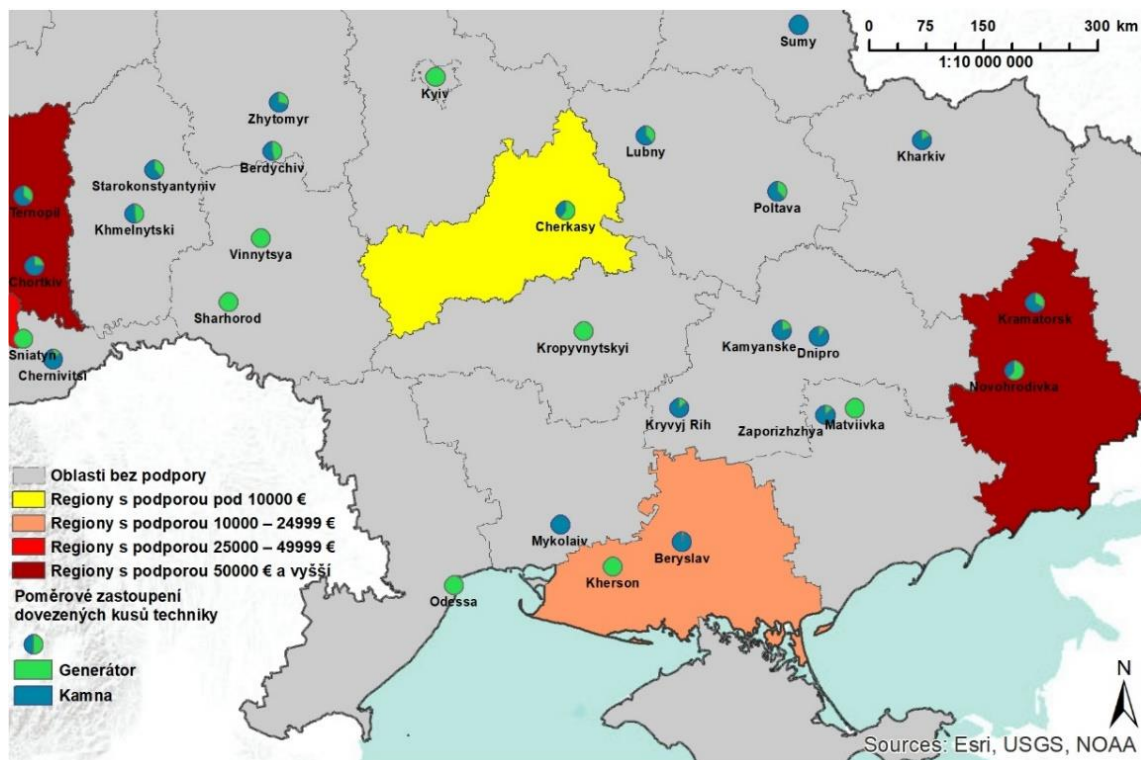 Sumy
0 75 150 300 km
1:10 000 000
Kyiv
Zhytomyr
Berdychiv
Lubny
Kharkiv
Starokonstyantyniv
Ternopil
Khmelnytski
Poltava
Cherkasy
Vinnytsya
Chortkiv
Sharhorod
Kramatorsk
Sniatyn
Kropyvnytskyi
Kamyanske
Dnipro
Chernivitsi
Novohrodivka
Kryvyj Rih
Zaporizhzhya
Matviivka
Oblasti bez podpory
Regiony s podporou pod 10000 €
Regiony s podporou 10000 – 24999 €
Regiony s podporou 25000 – 49999 €
Regiony s podporou 50000 € a vyšší
Mykolaiv
Beryslav
Kherson
Odessa
Poměrové zastoupení
dovezených kusů techniky
Generátor
Kamna
N
Sources: Esri, USGS, NOAA